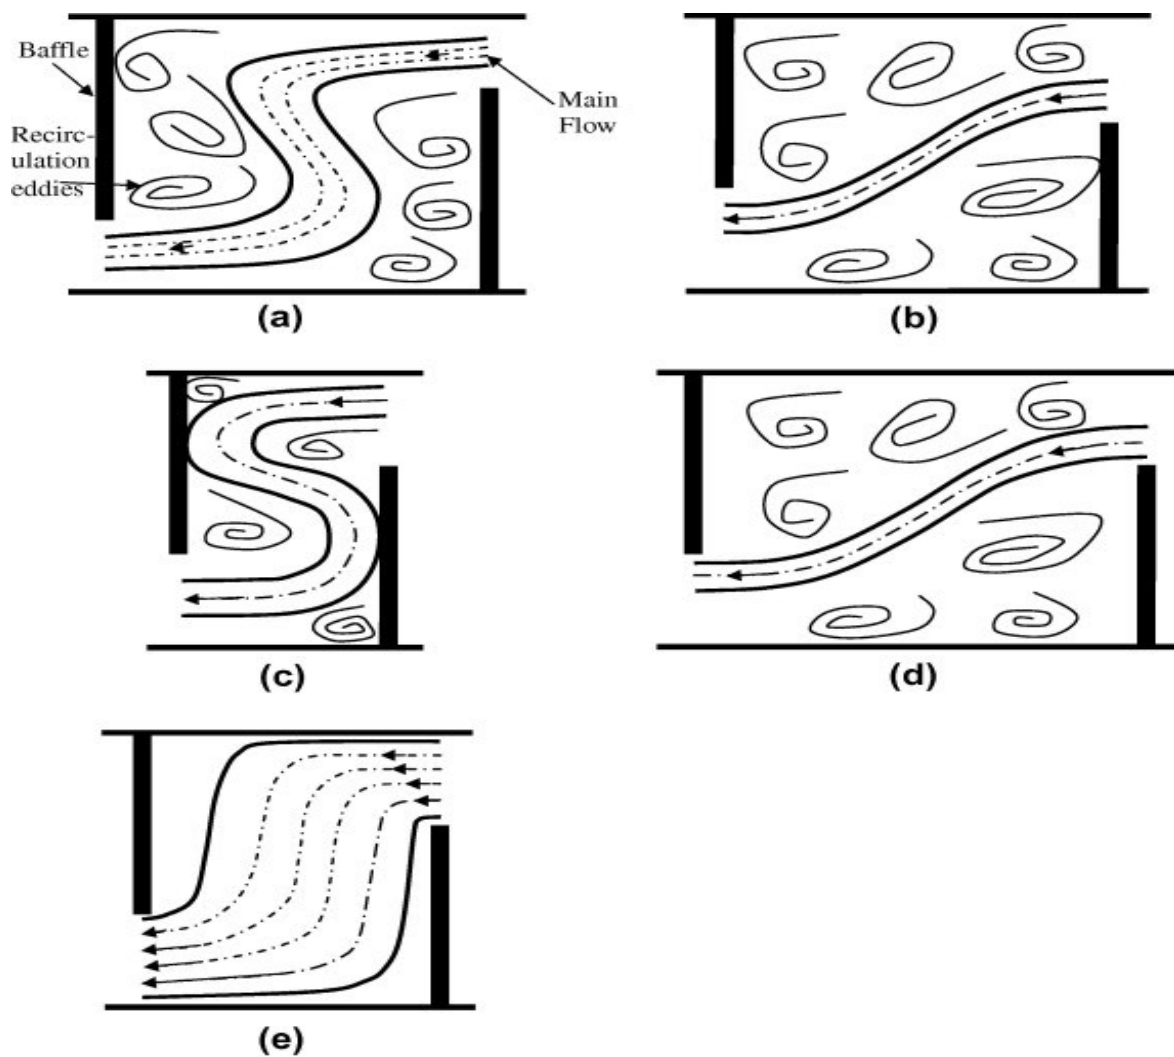 Baffle
Recirc-
ulation
eddies
Main
Flow
(a)
(b)
(c)
(d)
(e)